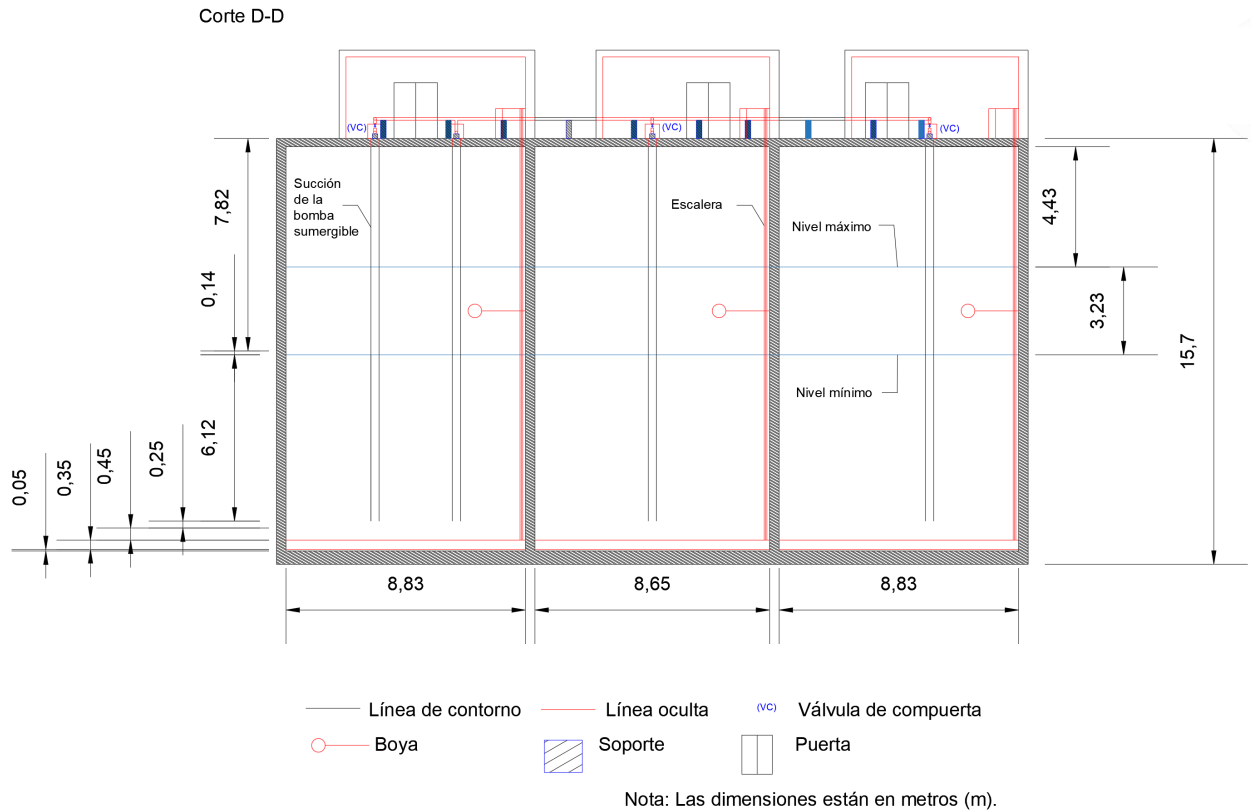 Corte D-D
(VC)
(VC)
(VC)
Succión
de la
bomba
sumergible
Escalera
Nivel máximo
Nivel mínimo
7,82
0,14
6,12
0,25
0,45
0,35
0,05
4,43
3,23
15,7
8,83
8,65
8,83
Línea de contorno
Línea oculta
(VC)
Válvula de compuerta
Boya
Soporte
Puerta
Nota: Las dimensiones están en metros (m).